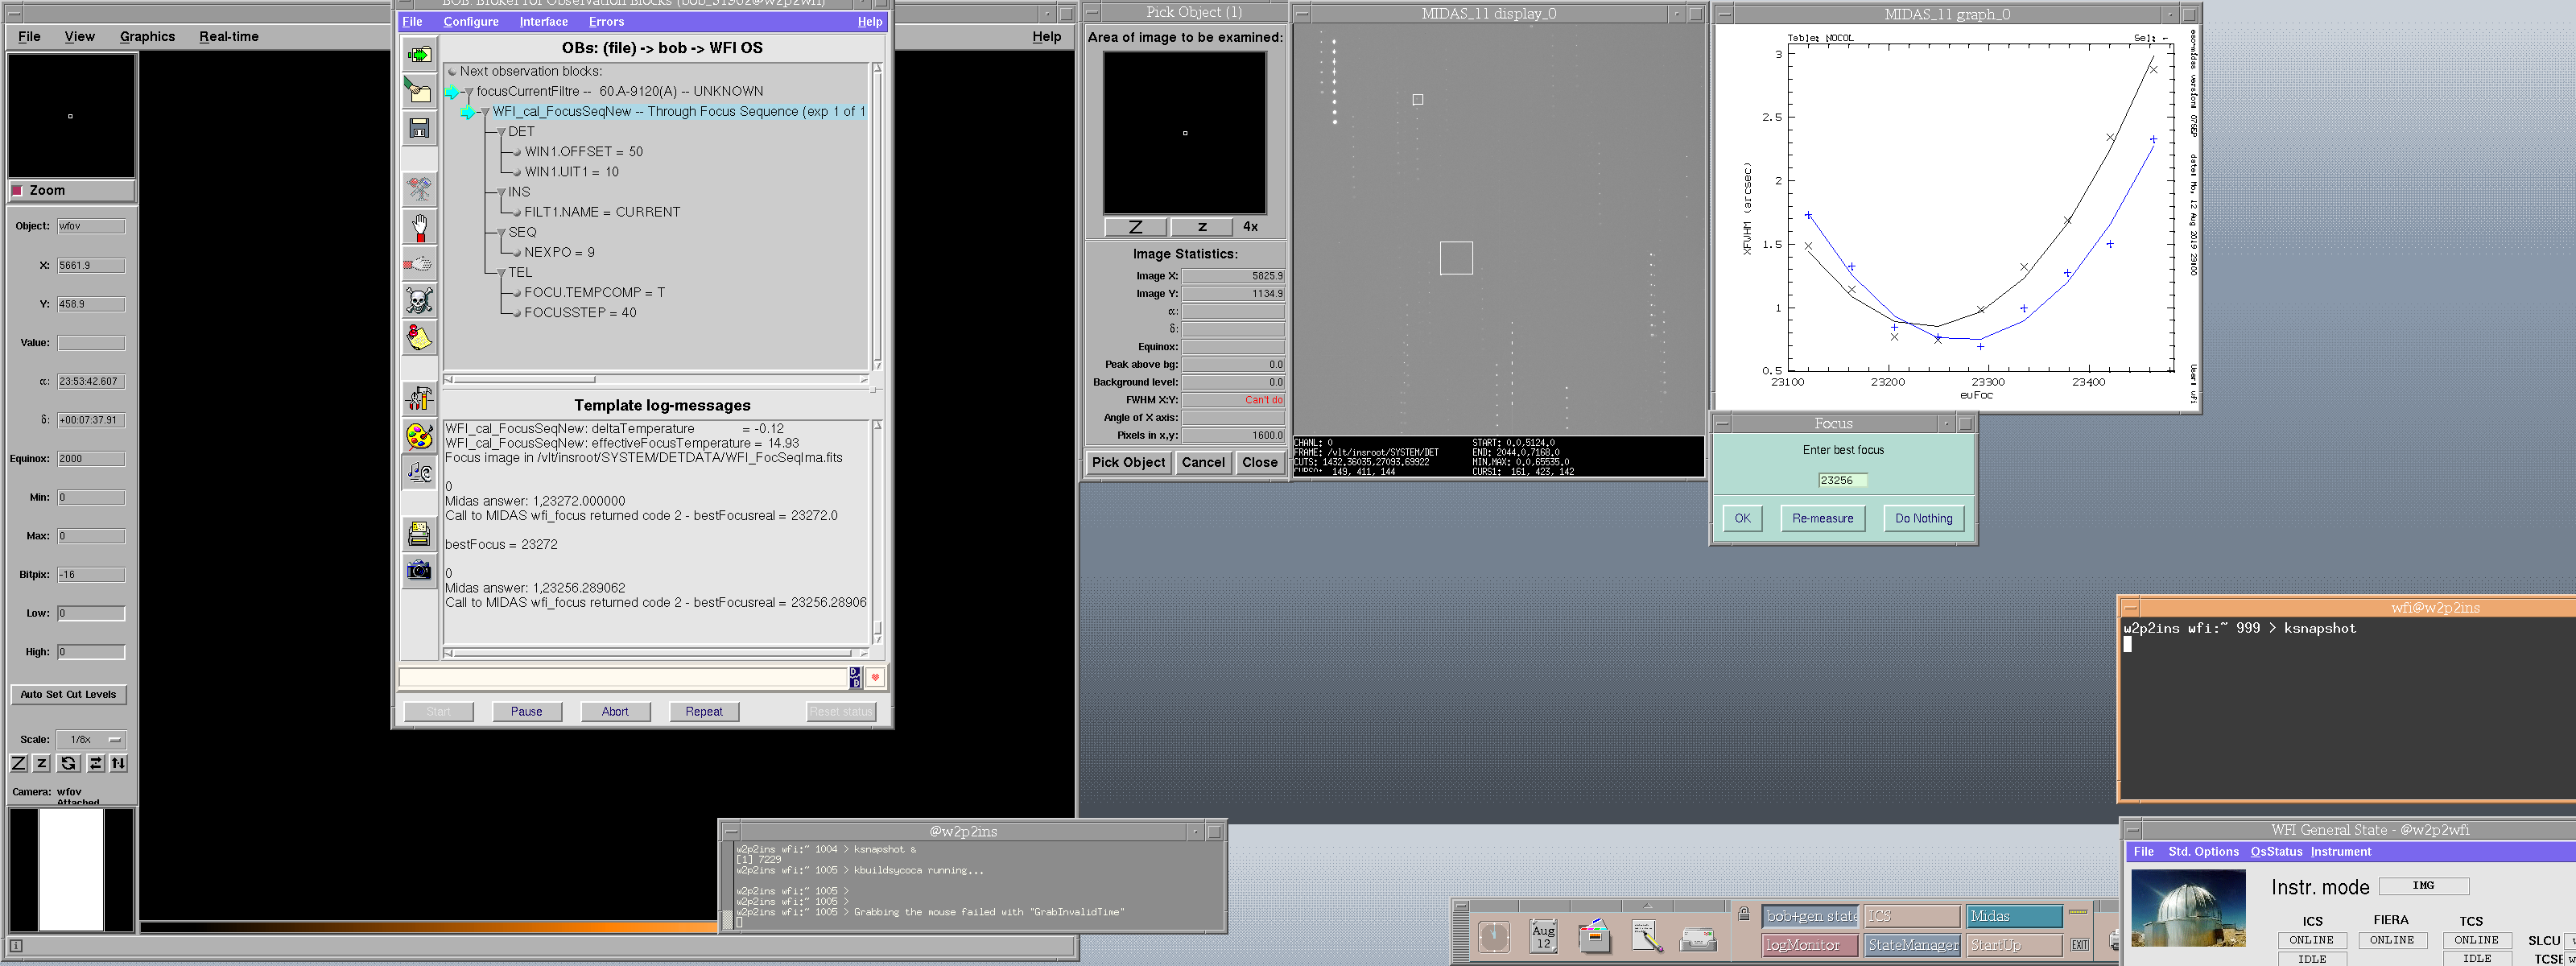 File View Graphics Real-time Help
Zoom
Object: wfov
X: 5661.9
Y: 458.9
Value:
α: 23:53:42.607
δ: +00:07:37.91
Equinox: 2000
Min: 0
Max: 0
Bitpix: -16
Low: 0
High: 0
Auto Set Cut Levels
Scale: 1/8x
Z z
Camera: wfov
Attached
BOB: Broker for Observation Blocks
File Configure Interface Errors Help
OBs: (file) -> bob -> WFI OS
Next observation blocks:
focusCurrentFiltre -- 60.A-9120(A) -- UNKNOWN
WFI_cal_FocusSeqNew -- Through Focus Sequence (exp 1 of 1
DET
WIN1.OFFSET = 50
WIN1.UIT1 = 10
INS
FILT1.NAME = CURRENT
SEQ
NEXPO = 9
TEL
FOCU.TEMPCOMP = T
FOCUSSTEP = 40
Template log-messages
WFI_cal_FocusSeqNew: deltaTemperature = -0.12
WFI_cal_FocusSeqNew: effectiveFocusTemperature = 14.93
Focus image in /vlt/insroot/SYSTEM/DETDATA/WFI_FocSeqIma.fits
0
Midas answer: 1,23272.000000
Call to MIDAS wfi_focus returned code 2 - bestFocusreal = 23272.0
bestFocus = 23272
0
Midas answer: 1,23256.289062
Call to MIDAS wfi_focus returned code 2 - bestFocusreal = 23256.28906
Start Pause Abort Repeat Reset status
@w2p2ins
w2p2ins wfi:~ 1004 > ksnapshot &
[1] 7229
w2p2ins wfi:~ 1005 > kbuildsycoca running...
w2p2ins wfi:~ 1005 >
w2p2ins wfi:~ 1005 >
w2p2ins wfi:~ 1005 > Grabbing the mouse failed with "GrabInvalidTime"
Pick Object (1)
Area of image to be examined:
Z z 4x
Image Statistics:
Image X: 5825.9
Image Y: 1134.9
α:
δ:
Equinox:
Peak above bg: 0.0
Background level: 0.0
FWHM X:Y: Can't do
Angle of X axis:
Pixels in x,y: 1600.0
Pick Object Cancel Close
MIDAS_11 display_0
CHANL: 0 START: 0.0,5124.0
FRAME: /vlt/insroot/SYSTEM/DET END: 2044.0,7168.0
CUTS: 1432.36035,27093.69922 MIN,MAX: 0.0,65535.0
CURS0: 149, 411, 144 CURS1: 161, 423, 142
MIDAS_11 graph_0
Table: NOCOL Sel: -
3
2.5
2
1.5
1
0.5
XFWHM (arcsec)
23100 23200 23300 23400
euFoc
User: wfi
Focus
Enter best focus
23256
OK Re-measure Do Nothing
wfi@w2p2ins
w2p2ins wfi:~ 999 > ksnapshot
WFI General State - @w2p2wfi
File Std. Options OsStatus Instrument
Instr. mode IMG
ICS FIERA TCS
ONLINE ONLINE ONLINE SLCU
IDLE IDLE
Aug
12
bob+gen state ICS Midas
logMonitor StateManager StartUp EXIT